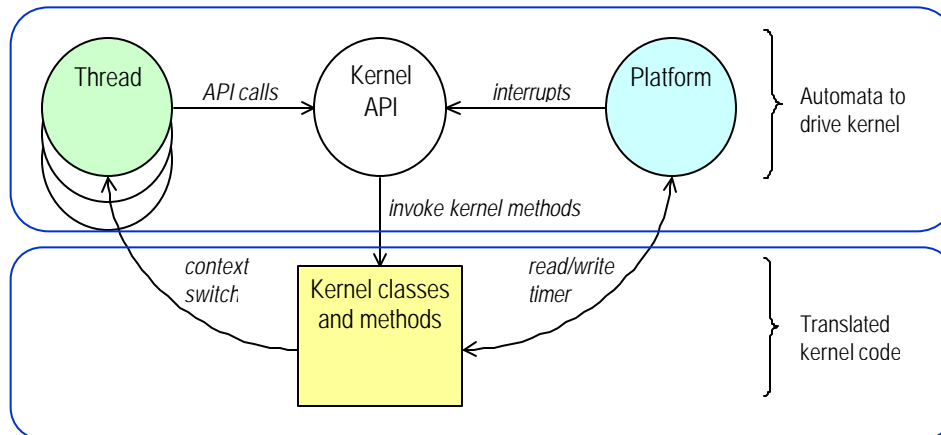 Thread
API calls
Kernel
API
interrupts
Platform
Automata to
drive kernel
invoke kernel methods
context
switch
Kernel classes
and methods
read/write
timer
Translated
kernel code